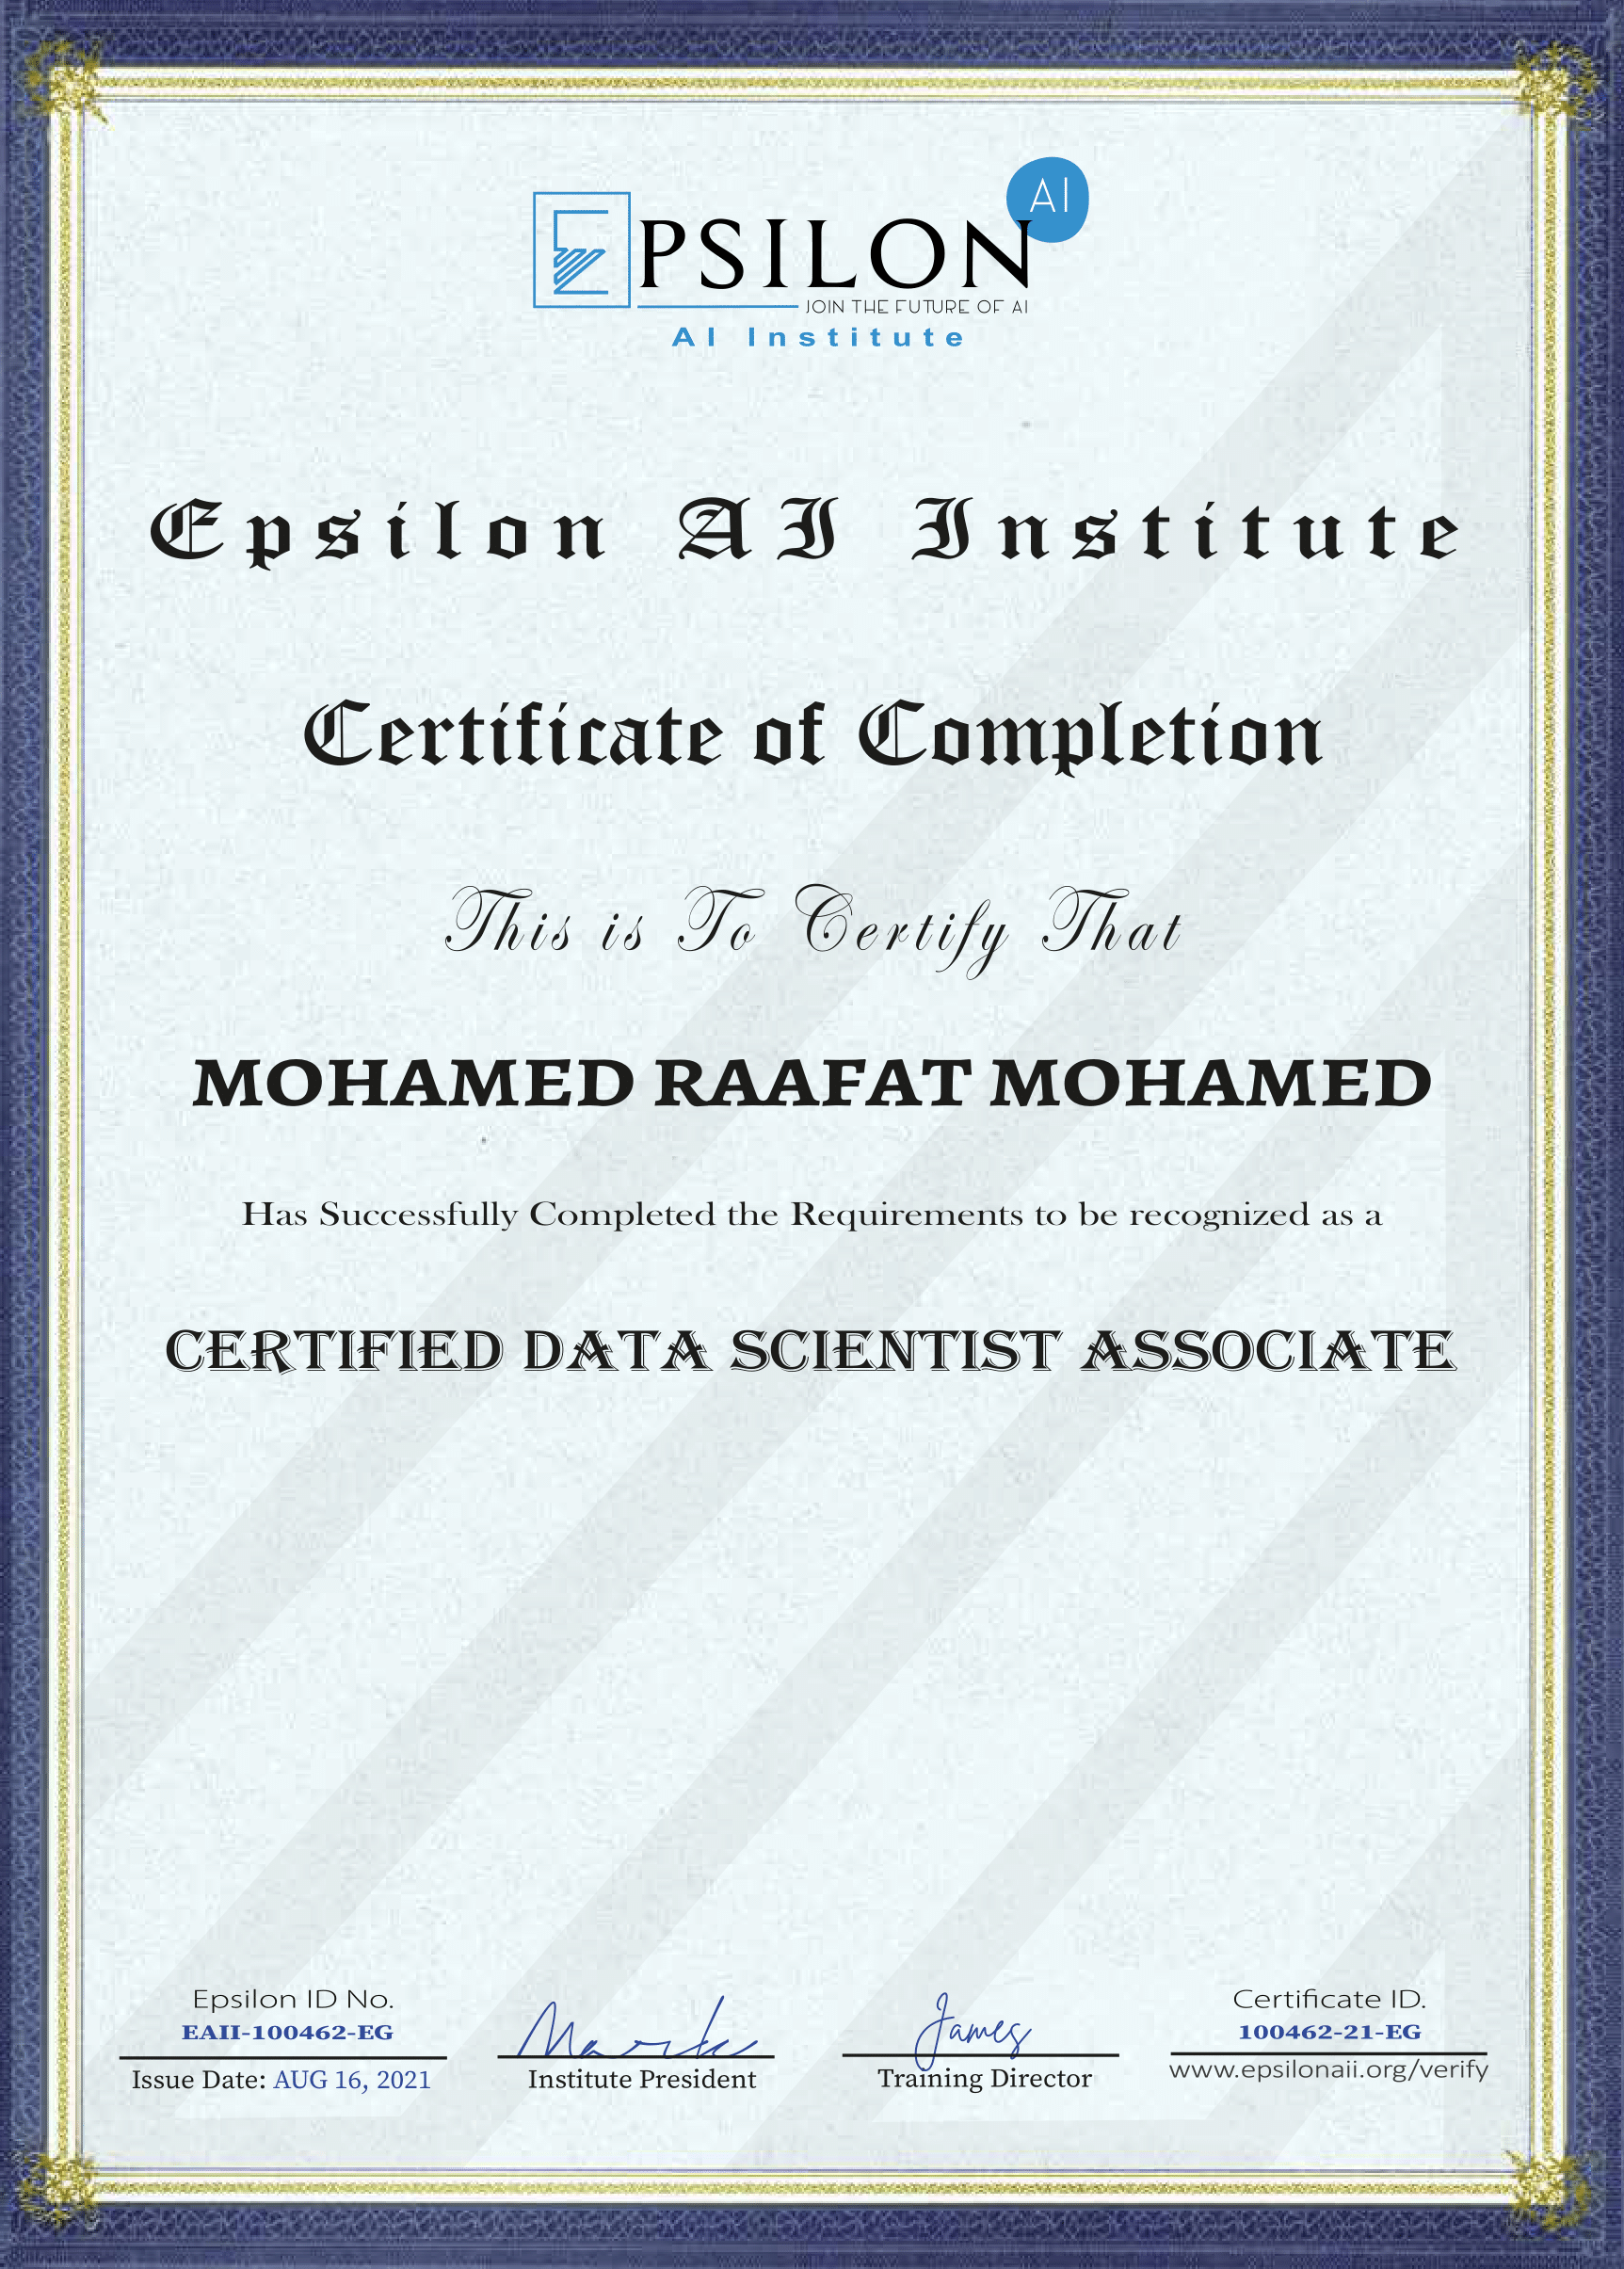 EPSILON AI
JOIN THE FUTURE OF AI
AI Institute
Epsilon AI Institute
Certificate of Completion
This is To Certify That
MOHAMED RAAFAT MOHAMED
Has Successfully Completed the Requirements to be recognized as a
CERTIFIED DATA SCIENTIST ASSOCIATE
Epsilon ID No.
EAII-100462-EG
Issue Date: AUG 16, 2021
Mark
Institute President
James
Training Director
Certificate ID.
100462-21-EG
www.epsilonaii.org/verify